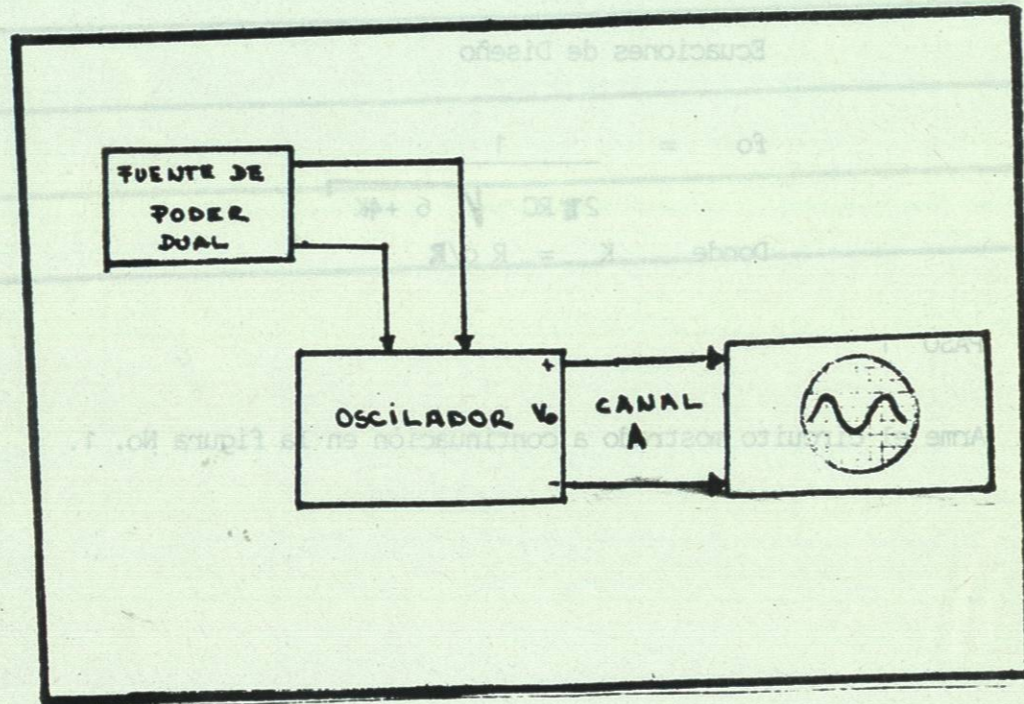 Ecuaciones de Diseño
fo = 1
2πRC √ 6 +4K
Donde K = R c/R
FUENTE DE
PODER
DUAL
PASO 1
OSCILADOR Vo
+
-
CANAL
A
Arme el circuito mostrado a continuación en la figura No. 1.